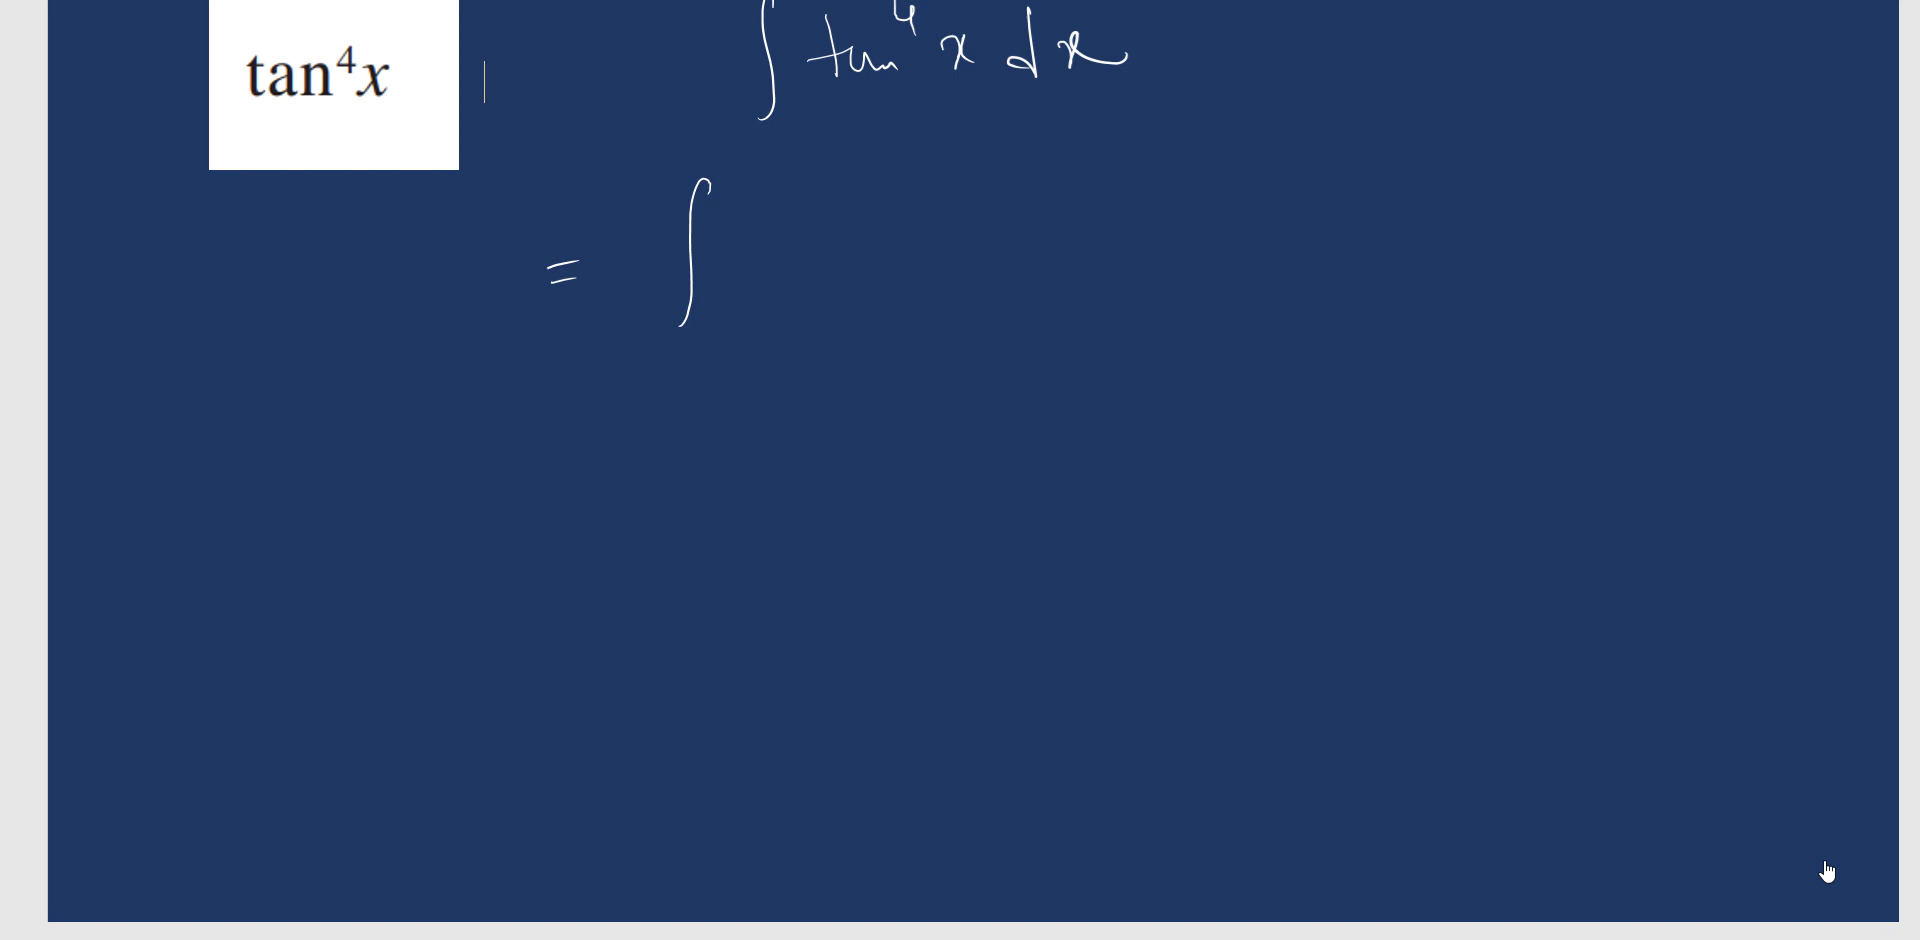 tan⁴x
∫ tan⁴ x dx
= ∫